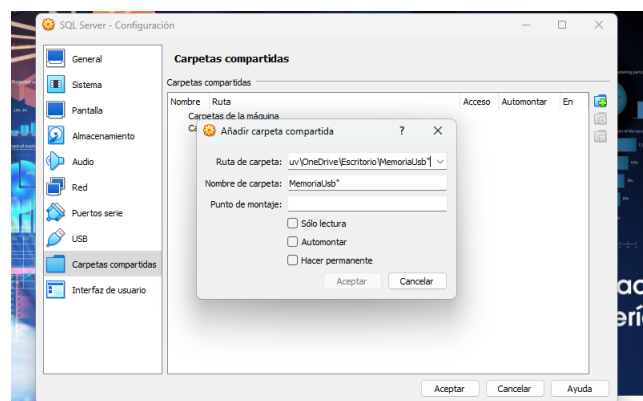 SQL Server - Configuración
General
Sistema
Pantalla
Almacenamiento
Audio
Red
Puertos serie
USB
Carpetas compartidas
Interfaz de usuario
Carpetas compartidas
Carpetas compartidas
Nombre Ruta Acceso Automontar En
Carpetas de la máquina
Añadir carpeta compartida
Ruta de carpeta: uv\OneDrive\Escritorio\MemoriaUsb"
Nombre de carpeta: MemoriaUsb"
Punto de montaje:
Sólo lectura
Automontar
Hacer permanente
Aceptar Cancelar
Aceptar Cancelar Ayuda